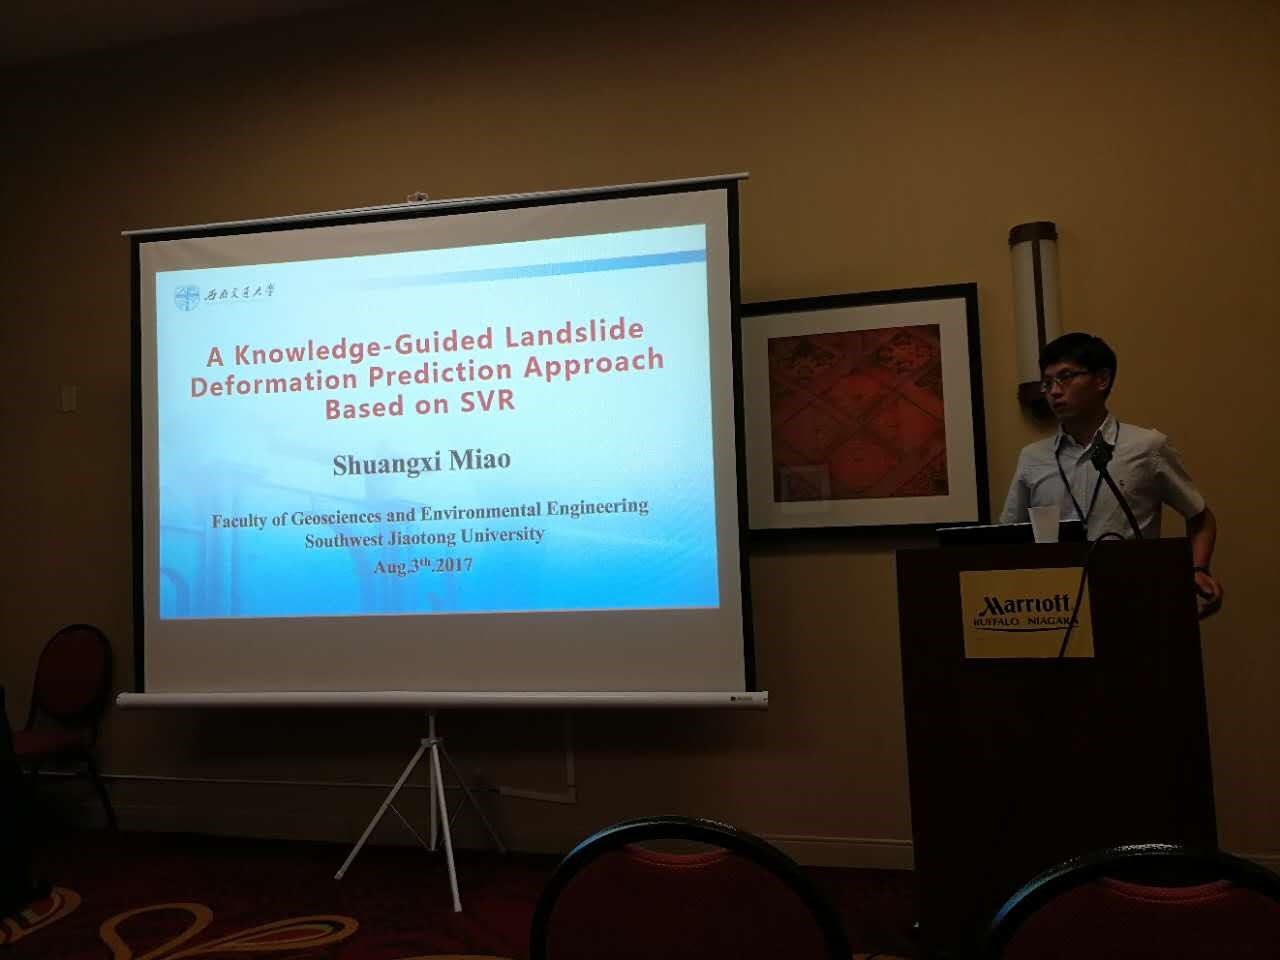 西南交通大学
A Knowledge-Guided Landslide
Deformation Prediction Approach
Based on SVR
Shuangxi Miao
Faculty of Geosciences and Environmental Engineering
Southwest Jiaotong University
Aug.3th.2017
Marriott
BUFFALO NIAGARA